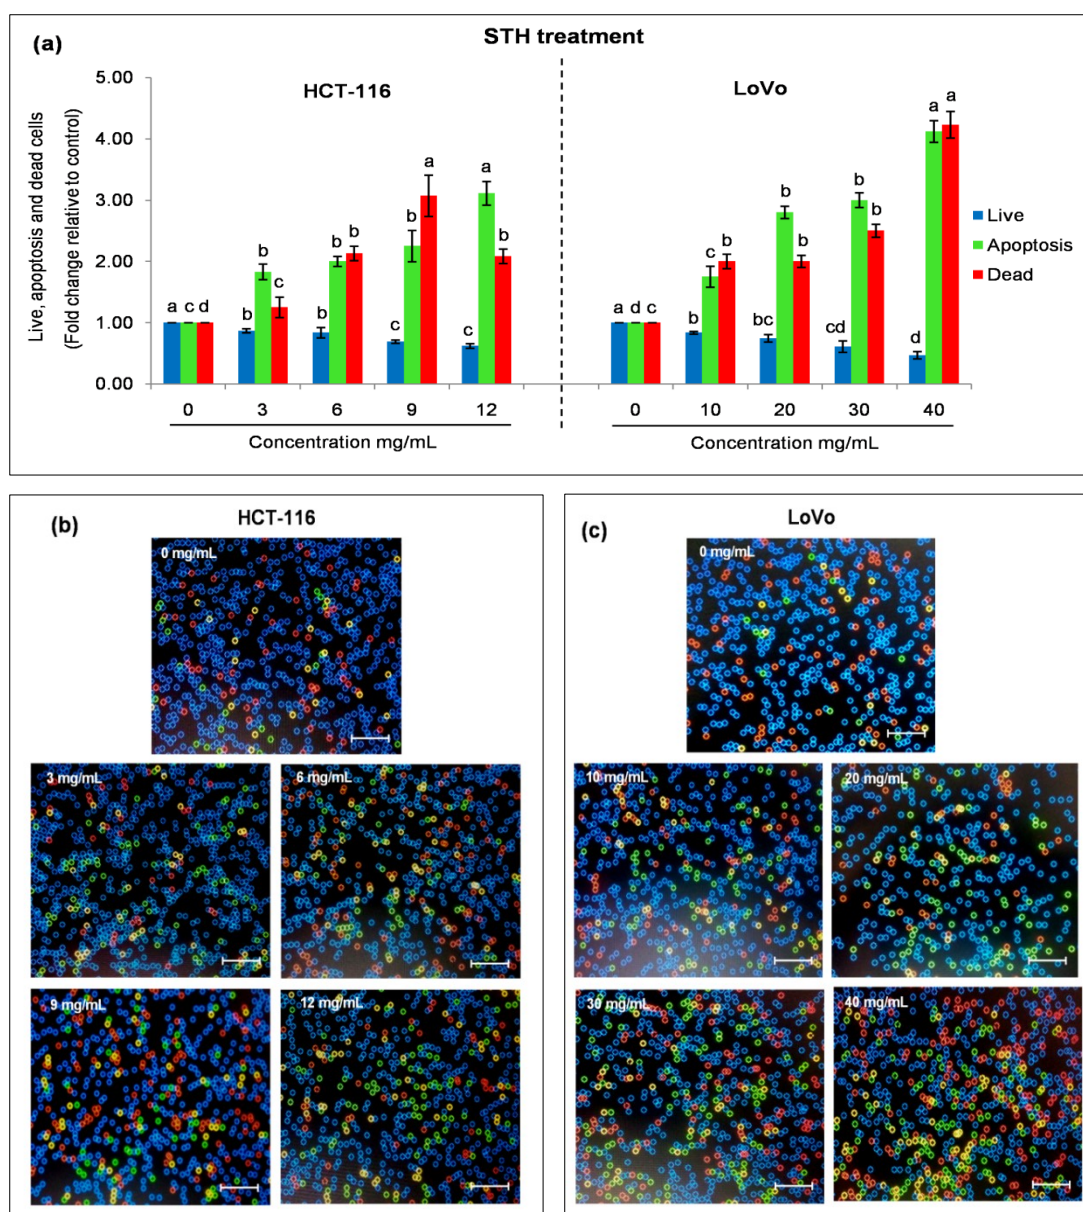 STH treatment
(a)
HCT-116
LoVo
Live, apoptosis and dead cells
(Fold change relative to control)
5.00
4.00
3.00
2.00
1.00
0.00
a c d
b b c
b b b
c b a
c a b
a c c
b c b
bc b b
cd b b
d a a
Live
Apoptosis
Dead
0 3 6 9 12
0 10 20 30 40
Concentration mg/mL
Concentration mg/mL
(b)
HCT-116
0 mg/mL
3 mg/mL
6 mg/mL
9 mg/mL
12 mg/mL
(c)
LoVo
0 mg/mL
10 mg/mL
20 mg/mL
30 mg/mL
40 mg/mL